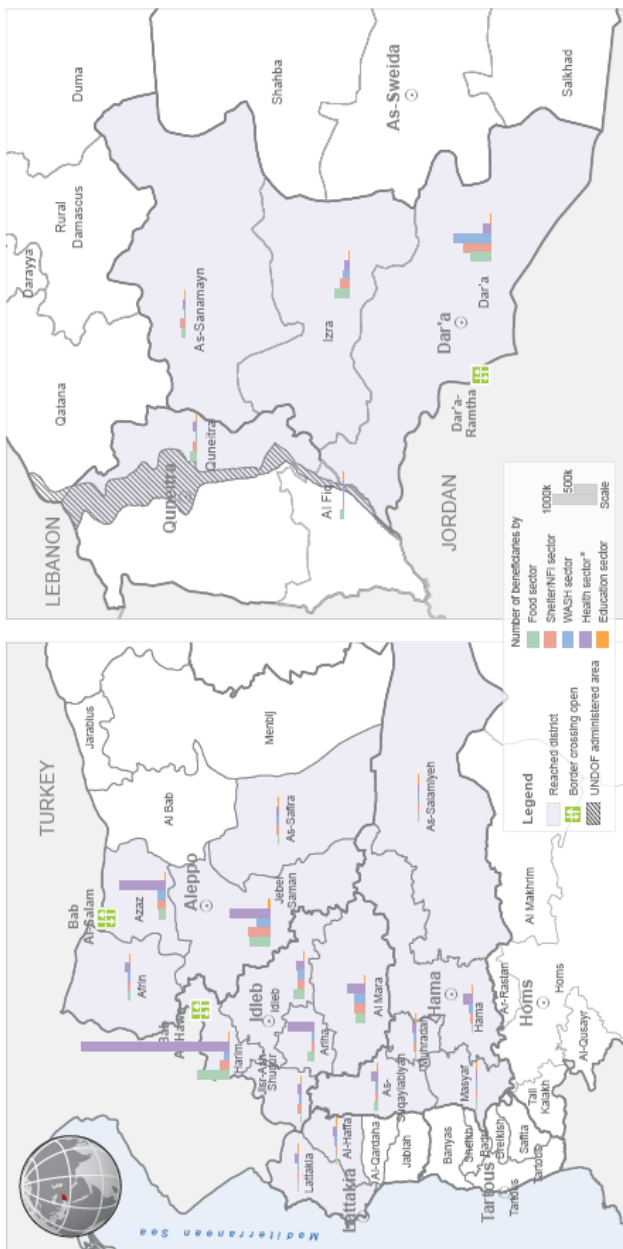 Mediterranean Sea
TURKEY
Bab
Al-Salam
Jarablus
Afrin
Azaz
Al Bab
Menbij
Aleppo
Bab
Al-Hawa
Harim
Jebel
Saman
As-Safira
Idleb
Idleb
Jisr-Ash-
Shugur
Ariha
Al Mara
Lattakia
Lattakia
Al-Haffa
Al-Qardaha
Jablah
As-
Suqaylabiyah
Muhradah
Hama
Hama
As-Salamiyeh
Masyaf
Banyas
Sheikh
Badr
Dreikish
Safita
Tartous
Tartous
Tartous
Tall
Kalakh
Ar-Rastan
Homs
Homs
Al-Qusayr
Al Makhrim
LEBANON
Qatana
Darayya
Rural
Damascus
Duma
Quneitra
Quneitra
As-Sanamayn
Shahba
Al Fiq
Izra
As-Sweida
Dar'a
Dar'a
Dar'a-
Ramtha
Salkhad
JORDAN
Legend
Reached district
Border crossing open
UNDOF administered area
Number of beneficiaries by
Food sector
Shelter/NFI sector
WASH sector
Health sector*
Education sector
1000k
500k
Scale